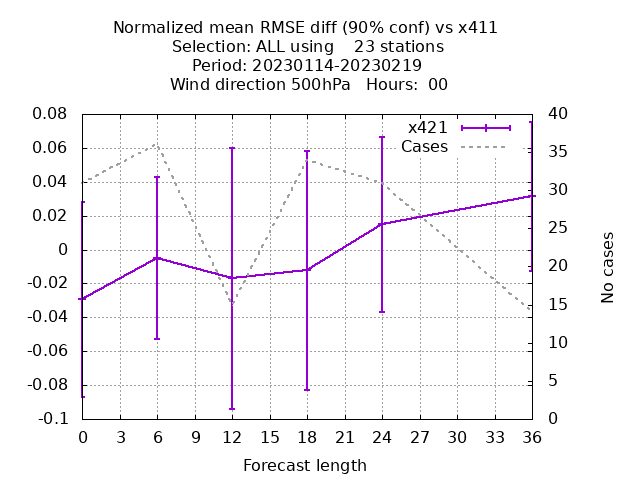 Normalized mean RMSE diff (90% conf) vs x411
Selection: ALL using    23 stations
Period: 20230114-20230219
Wind direction 500hPa   Hours:  00
x421
Cases
0.08
0.06
0.04
0.02
0
-0.02
-0.04
-0.06
-0.08
-0.1
40
35
30
25
20
15
10
5
0
No cases
0 3 6 9 12 15 18 21 24 27 30 33 36
Forecast length